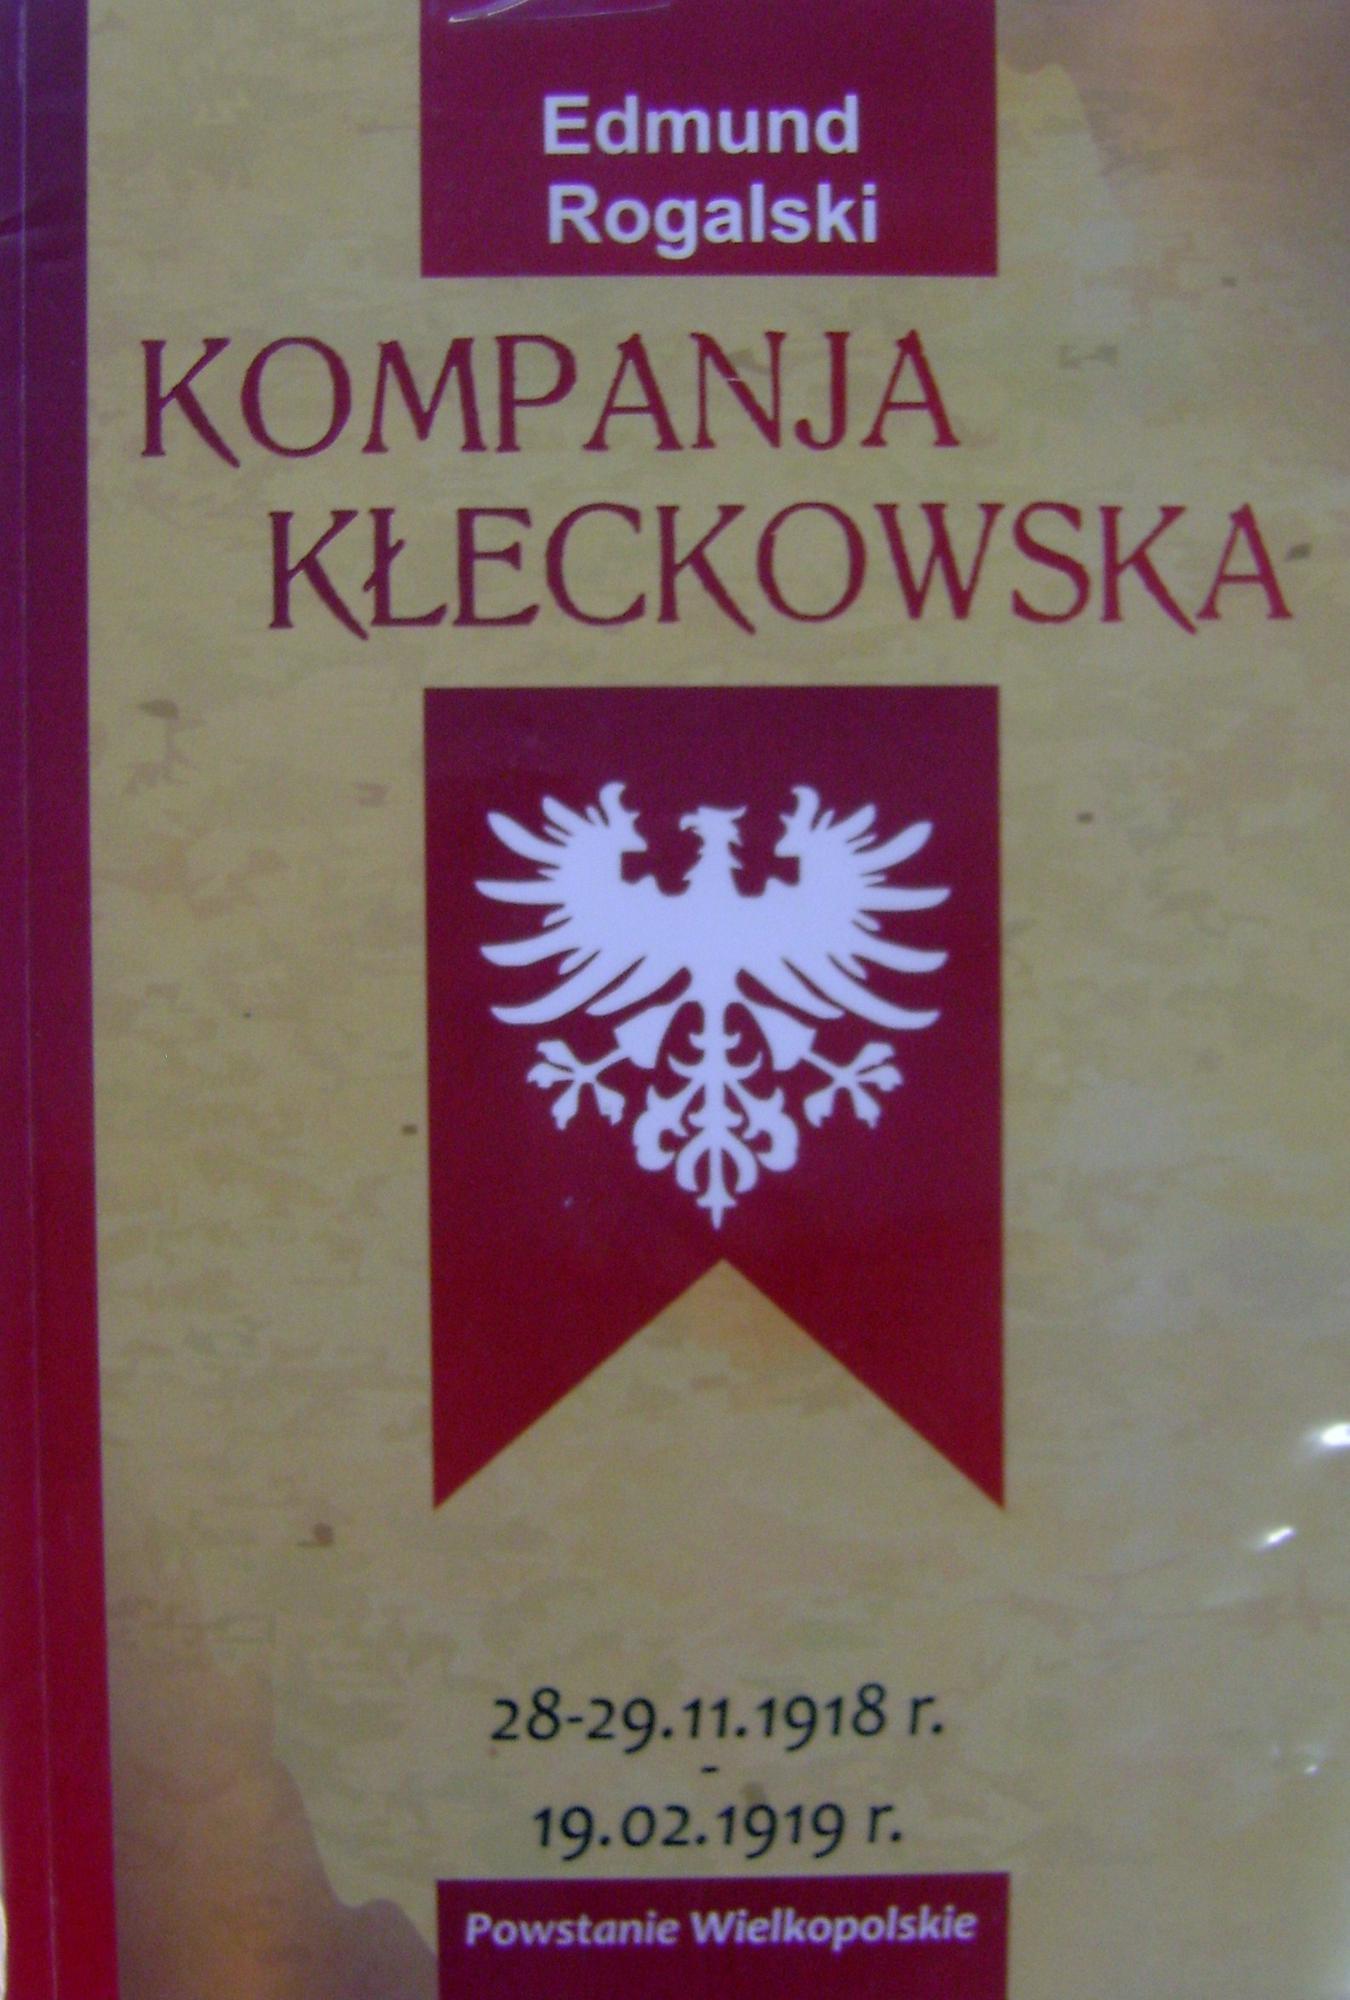 Edmund
Rogalski
KOMPANJA
KŁECKOWSKA
28-29.11.1918 r.
-
19.02.1919 r.
Powstanie Wielkopolskie